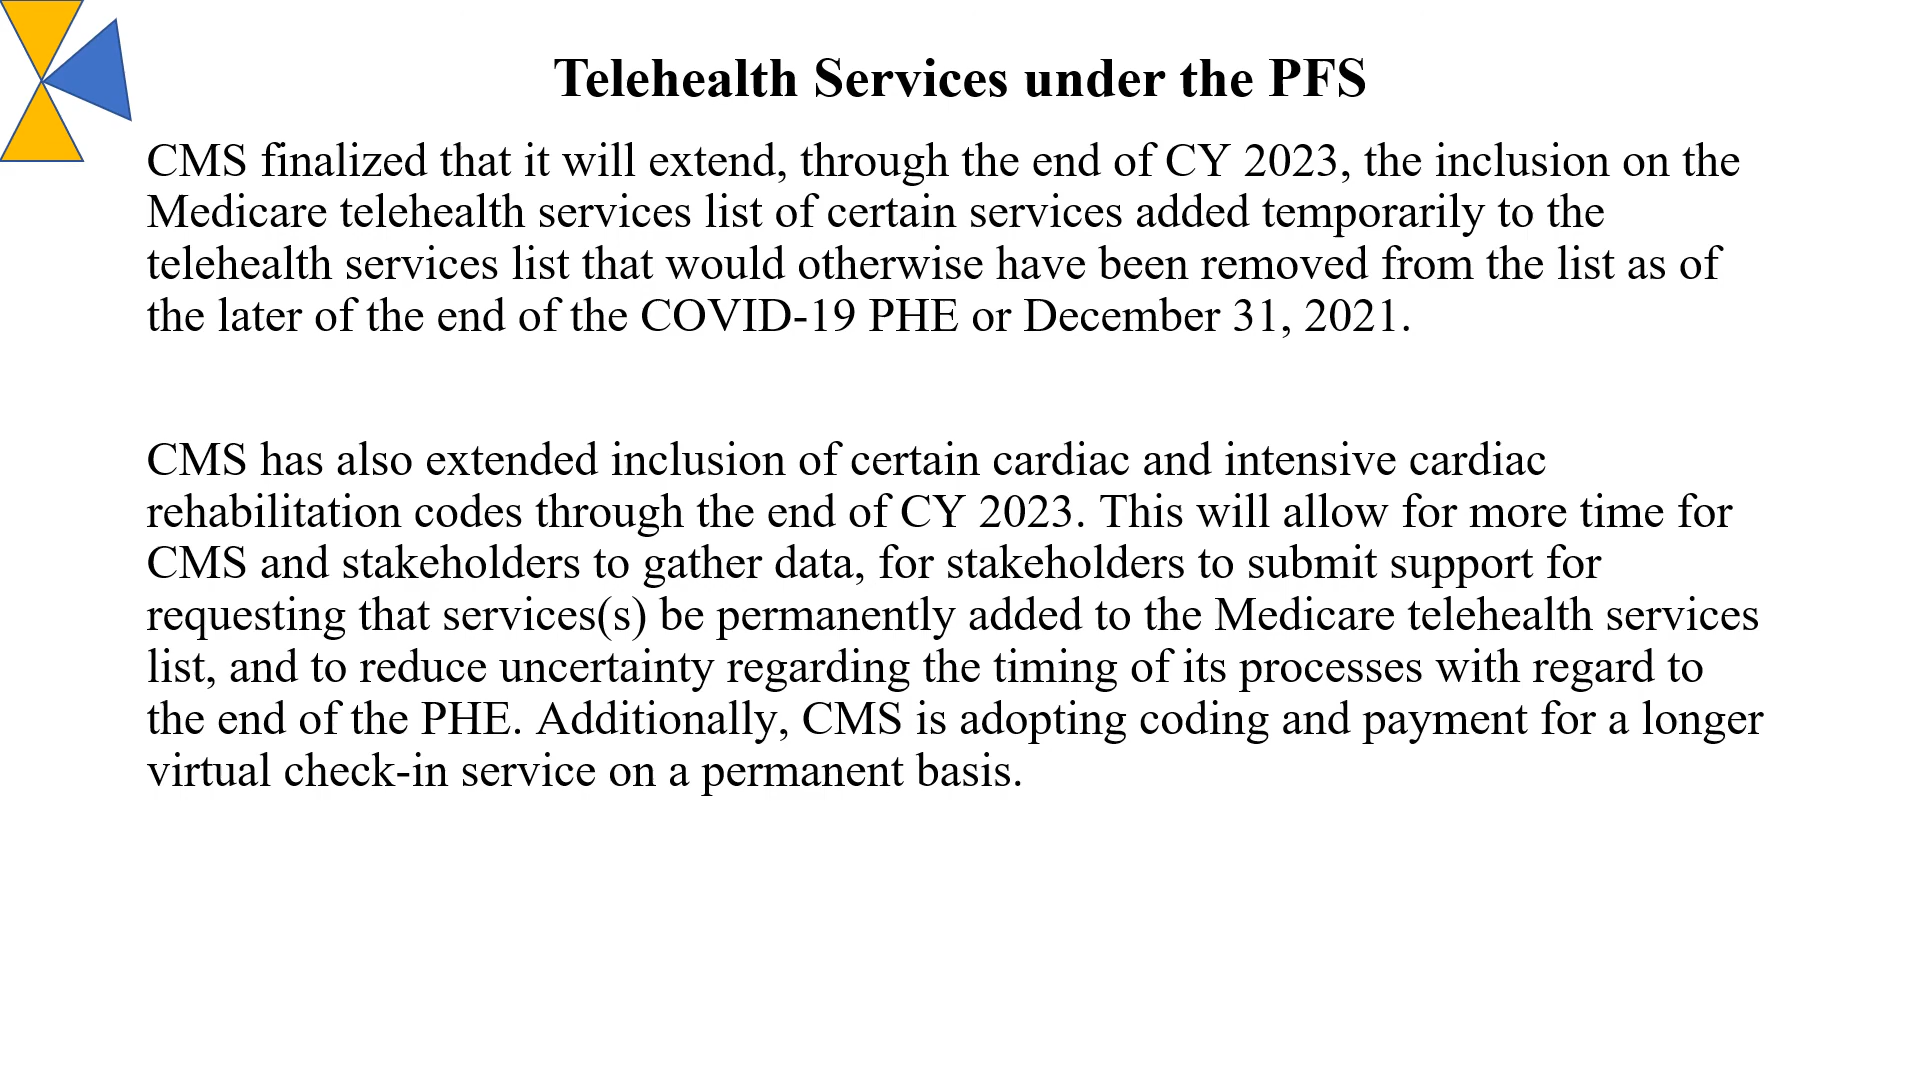 Telehealth Services under the PFS
CMS finalized that it will extend, through the end of CY 2023, the inclusion on the
Medicare telehealth services list of certain services added temporarily to the
telehealth services list that would otherwise have been removed from the list as of
the later of the end of the COVID-19 PHE or December 31, 2021.
CMS has also extended inclusion of certain cardiac and intensive cardiac
rehabilitation codes through the end of CY 2023. This will allow for more time for
CMS and stakeholders to gather data, for stakeholders to submit support for
requesting that services(s) be permanently added to the Medicare telehealth services
list, and to reduce uncertainty regarding the timing of its processes with regard to
the end of the PHE. Additionally, CMS is adopting coding and payment for a longer
virtual check-in service on a permanent basis.